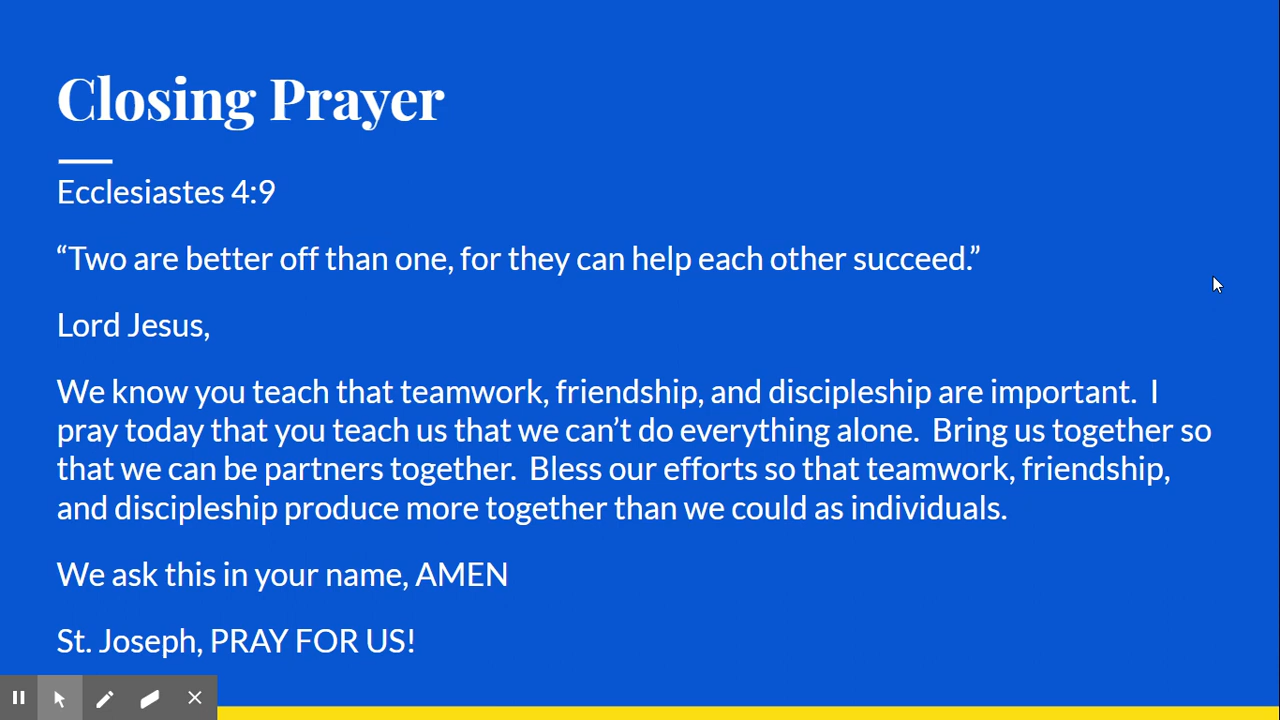 Closing Prayer
Ecclesiastes 4:9
“Two are better off than one, for they can help each other succeed.”
Lord Jesus,
We know you teach that teamwork, friendship, and discipleship are important.  I
pray today that you teach us that we can’t do everything alone.  Bring us together so
that we can be partners together.  Bless our efforts so that teamwork, friendship,
and discipleship produce more together than we could as individuals.
We ask this in your name, AMEN
St. Joseph, PRAY FOR US!